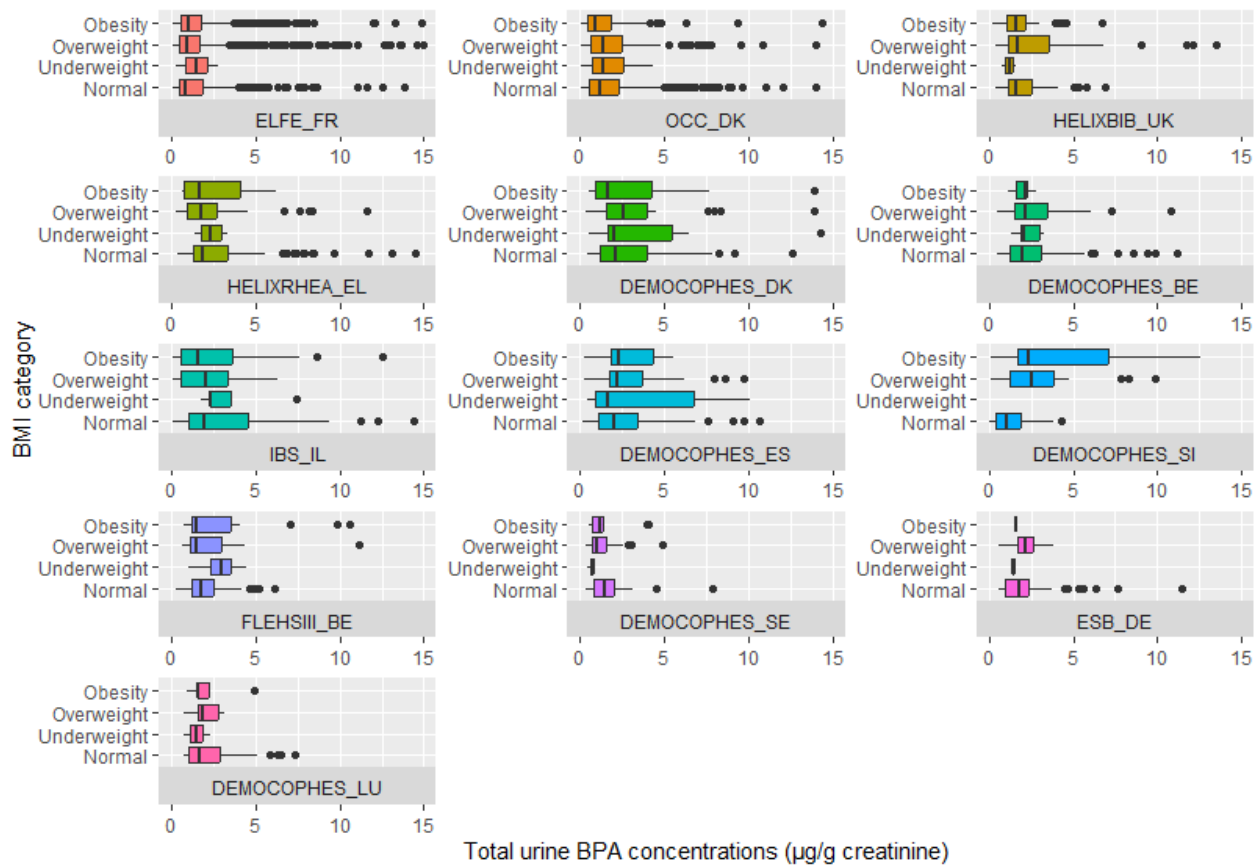 Obesity
Overweight
Underweight
Normal
ELFE_FR
0 5 10 15
Obesity
Overweight
Underweight
Normal
OCC_DK
0 5 10 15
Obesity
Overweight
Underweight
Normal
HELIXBIB_UK
0 5 10 15
Obesity
Overweight
Underweight
Normal
HELIXRHEA_EL
0 5 10 15
Obesity
Overweight
Underweight
Normal
DEMOCOPHES_DK
0 5 10 15
Obesity
Overweight
Underweight
Normal
DEMOCOPHES_BE
0 5 10 15
BMI category
Obesity
Overweight
Underweight
Normal
IBS_IL
0 5 10 15
Obesity
Overweight
Underweight
Normal
DEMOCOPHES_ES
0 5 10 15
Obesity
Overweight
Underweight
Normal
DEMOCOPHES_SI
0 5 10 15
Obesity
Overweight
Underweight
Normal
FLEHSIII_BE
0 5 10 15
Obesity
Overweight
Underweight
Normal
DEMOCOPHES_SE
0 5 10 15
Obesity
Overweight
Underweight
Normal
ESB_DE
0 5 10 15
Obesity
Overweight
Underweight
Normal
DEMOCOPHES_LU
0 5 10 15
Total urine BPA concentrations (µg/g creatinine)